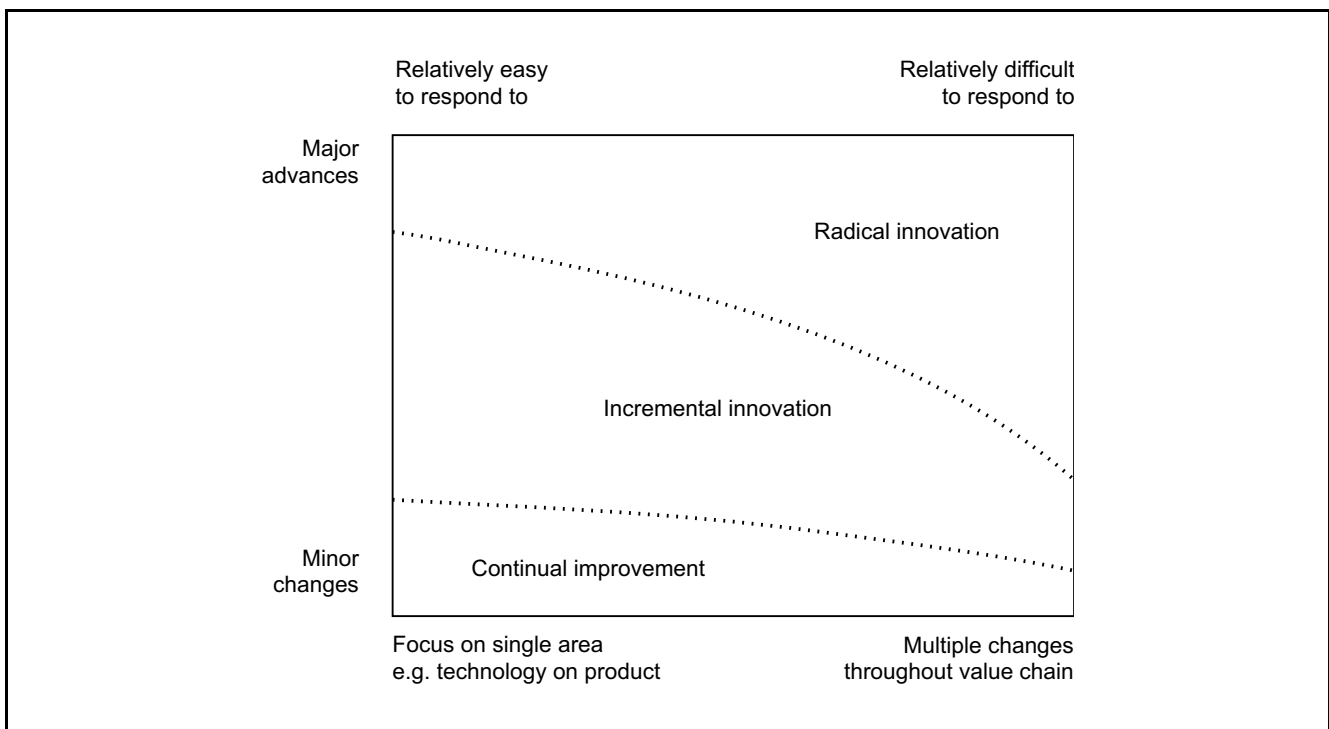 Relatively easy
to respond to
Relatively difficult
to respond to
Major
advances
Radical innovation
Incremental innovation
Minor
changes
Continual improvement
Focus on single area
e.g. technology on product
Multiple changes
throughout value chain